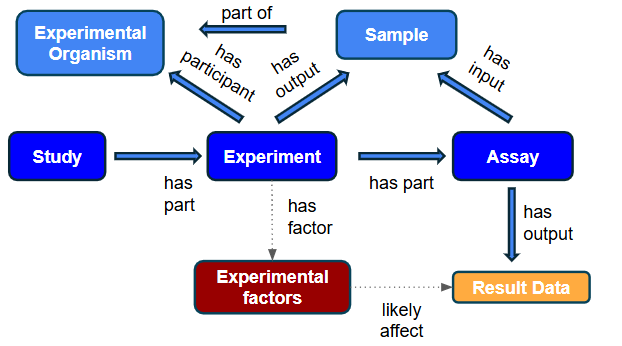 part of
Experimental
Organism
Sample
has
participant
has
output
has
input
Study
Experiment
Assay
has
part
has part
has
factor
has
output
Experimental
factors
Result Data
likely
affect